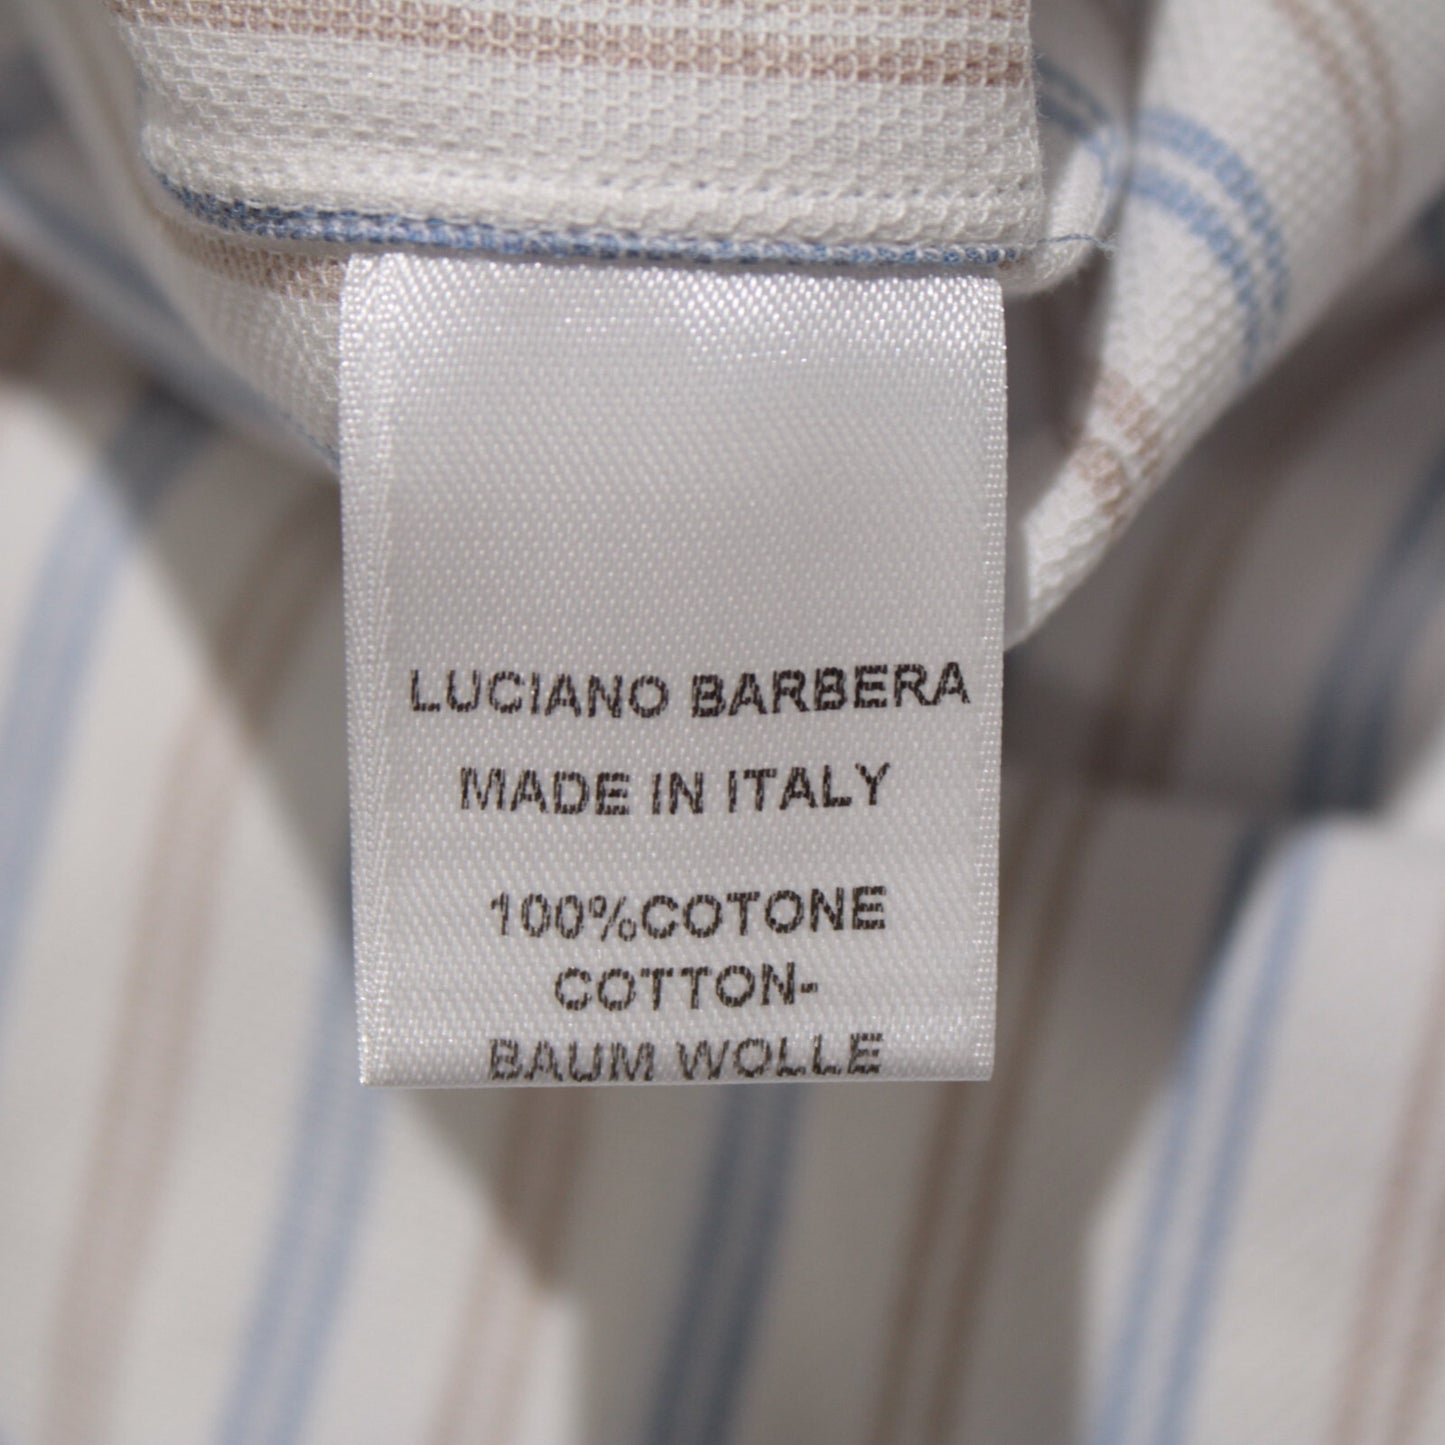 LUCIANO BARBERA
MADE IN ITALY
100%COTONE
COTTON-
BAUM WOLLE